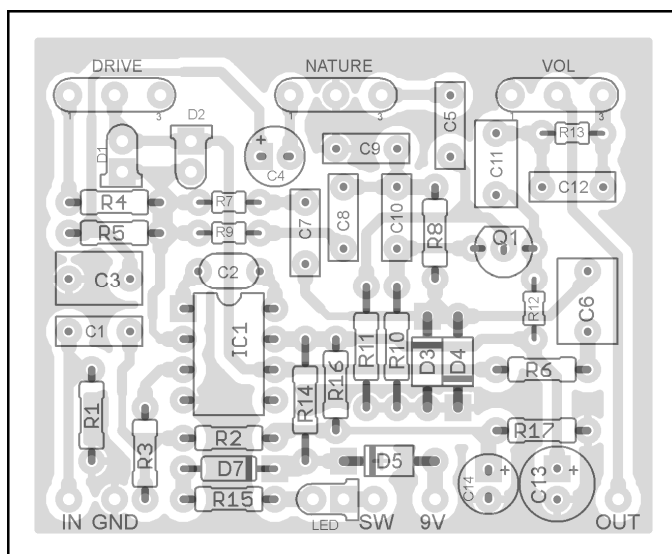 DRIVE NATURE VOL
1 3 1 3 1 3
D1 D2 C4 C9 C5 C11 R13
R4 R7 C7 C8 C10 R8 C12
R5 R9 Q1
C3 C2 R12 C6
C1 IC1 R11 R10 D3 D4
R1 R14 R16 R6
R3 R2 R17
D7 D5 C14 C13
R15
+ + +
IN GND LED SW 9V OUT